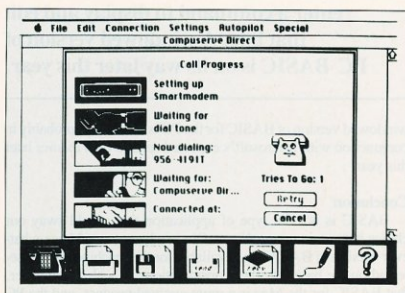 File Edit Connection Settings Autopilot Special
Compuserve Direct
Call Progress
Setting up
Smartmodem
Waiting for
dial tone
Now dialing:
956-4191T
Waiting for:
Compuserve Dir...
Connected at:
Tries To Go: 1
Retry
Cancel